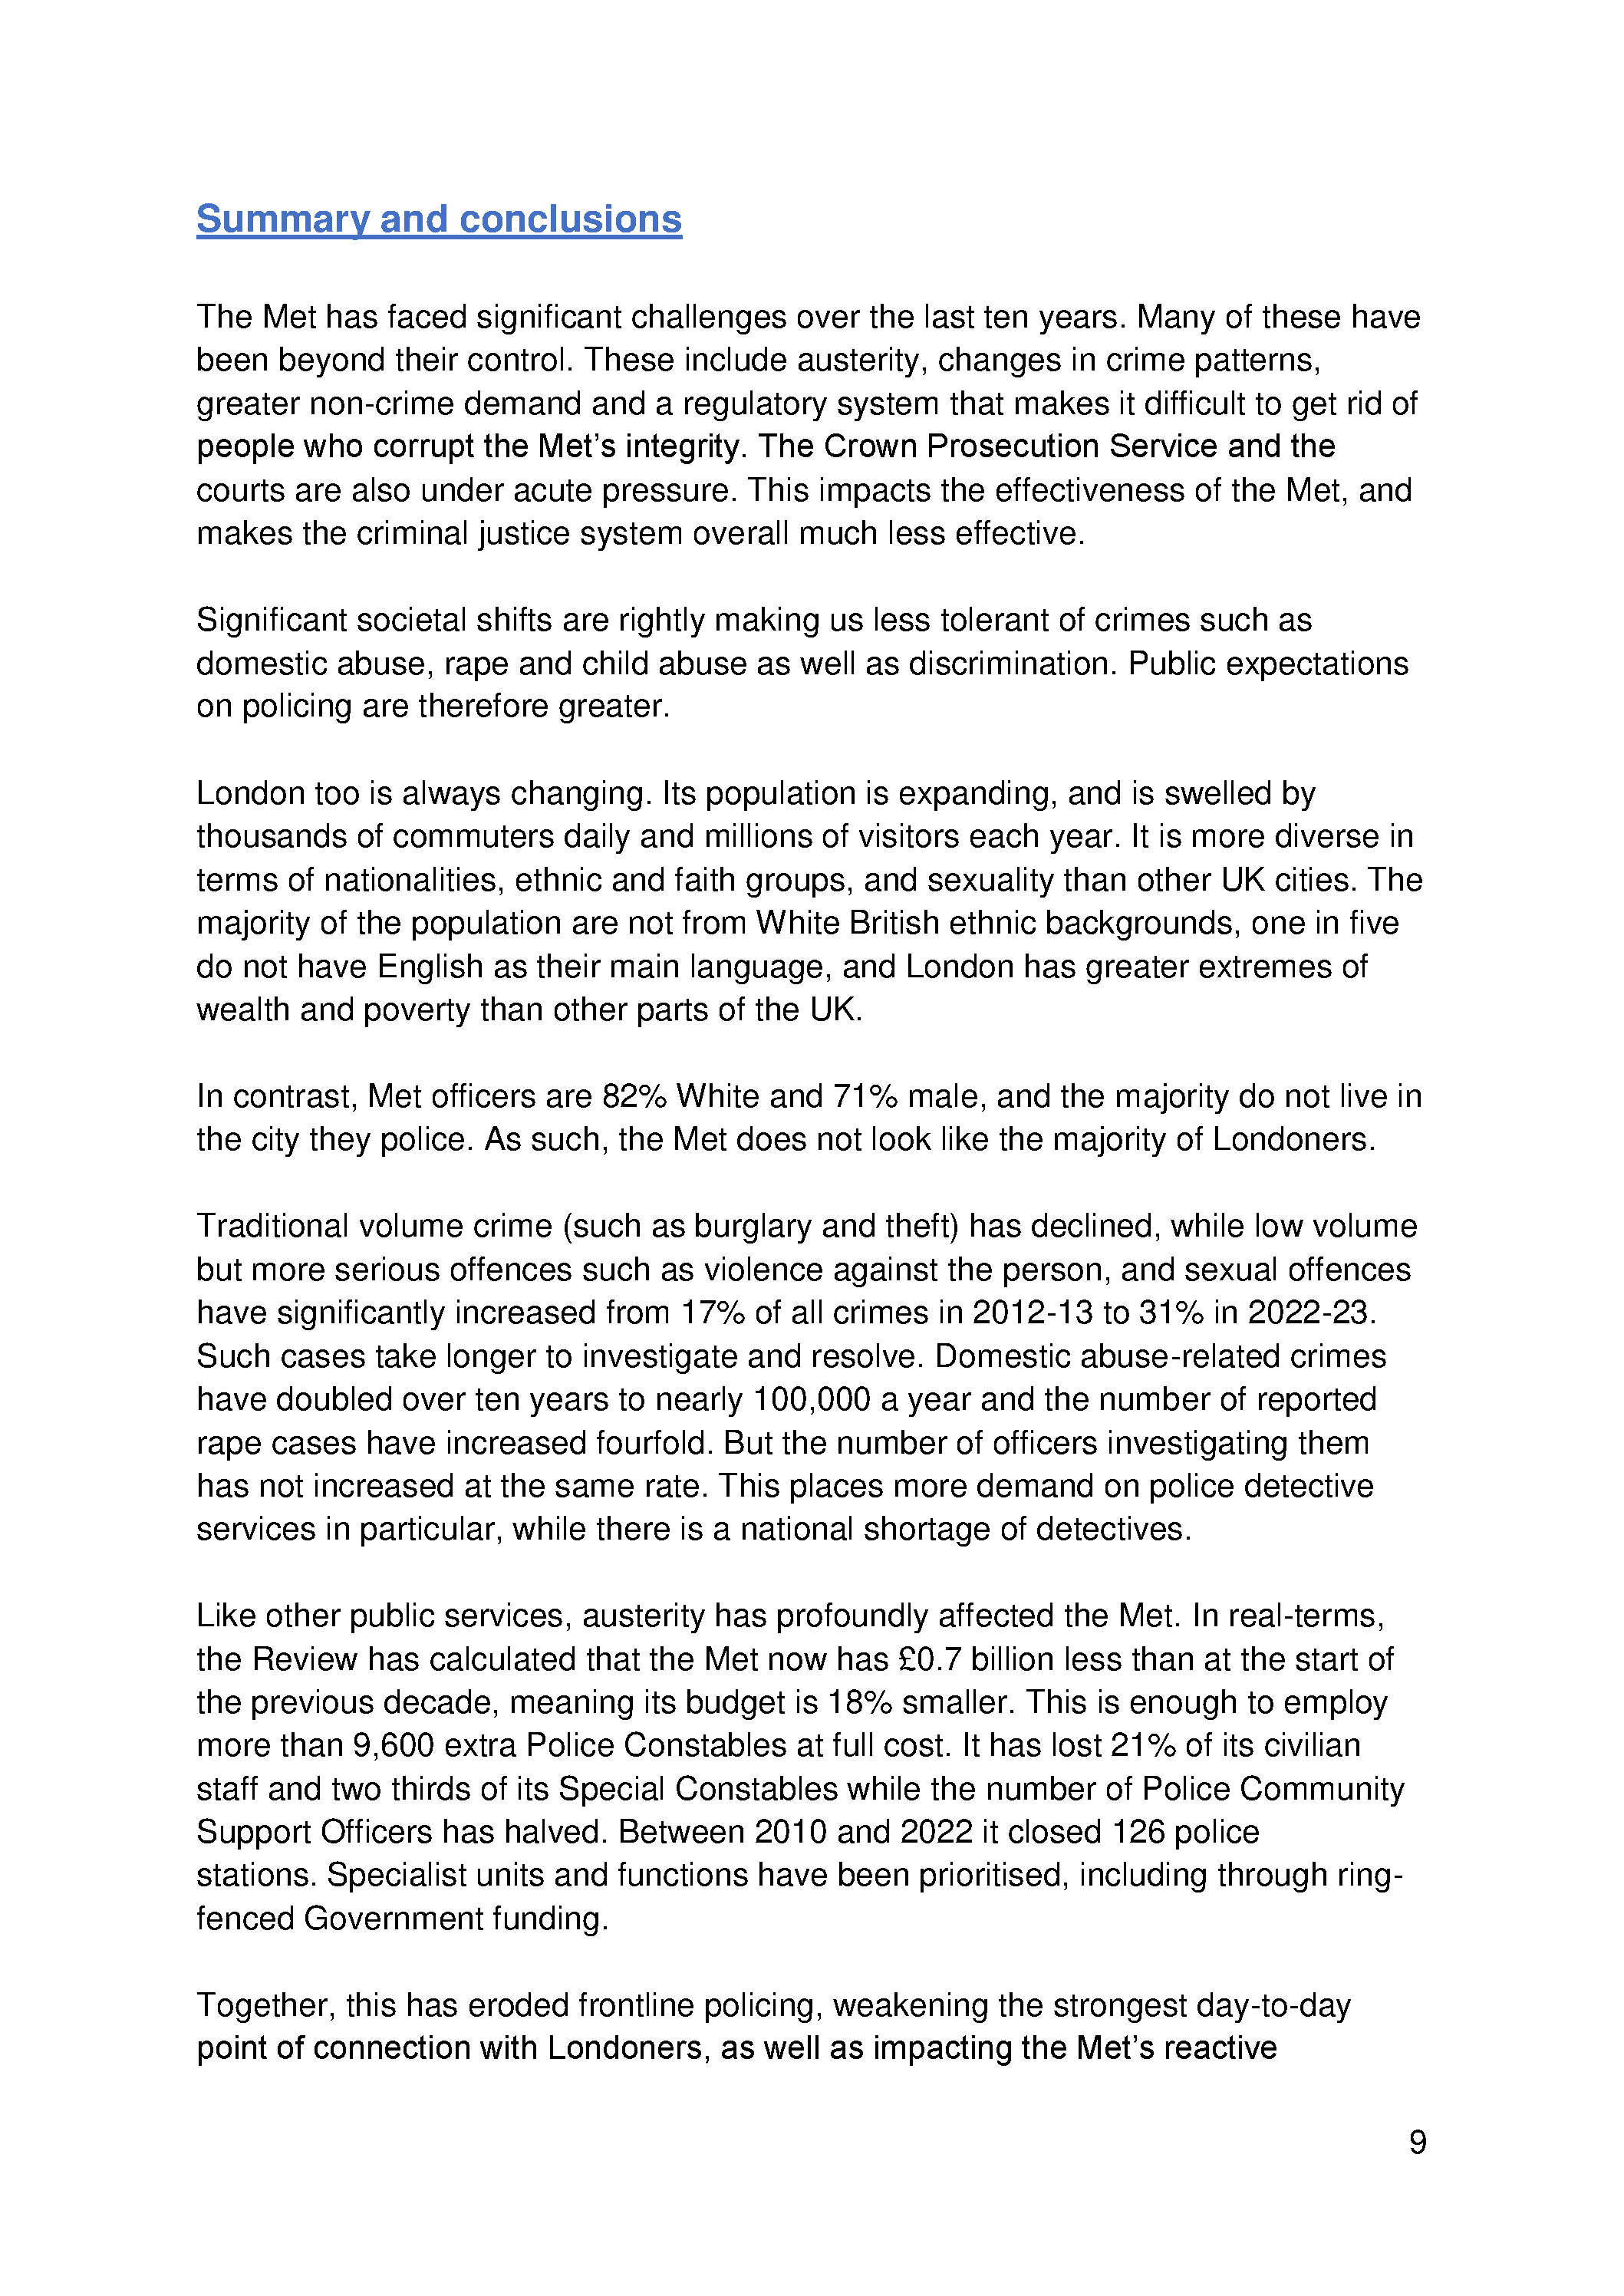 Summary and conclusions
The Met has faced significant challenges over the last ten years. Many of these have
been beyond their control. These include austerity, changes in crime patterns,
greater non-crime demand and a regulatory system that makes it difficult to get rid of
people who corrupt the Met’s integrity. The Crown Prosecution Service and the
courts are also under acute pressure. This impacts the effectiveness of the Met, and
makes the criminal justice system overall much less effective.
Significant societal shifts are rightly making us less tolerant of crimes such as
domestic abuse, rape and child abuse as well as discrimination. Public expectations
on policing are therefore greater.
London too is always changing. Its population is expanding, and is swelled by
thousands of commuters daily and millions of visitors each year. It is more diverse in
terms of nationalities, ethnic and faith groups, and sexuality than other UK cities. The
majority of the population are not from White British ethnic backgrounds, one in five
do not have English as their main language, and London has greater extremes of
wealth and poverty than other parts of the UK.
In contrast, Met officers are 82% White and 71% male, and the majority do not live in
the city they police. As such, the Met does not look like the majority of Londoners.
Traditional volume crime (such as burglary and theft) has declined, while low volume
but more serious offences such as violence against the person, and sexual offences
have significantly increased from 17% of all crimes in 2012-13 to 31% in 2022-23.
Such cases take longer to investigate and resolve. Domestic abuse-related crimes
have doubled over ten years to nearly 100,000 a year and the number of reported
rape cases have increased fourfold. But the number of officers investigating them
has not increased at the same rate. This places more demand on police detective
services in particular, while there is a national shortage of detectives.
Like other public services, austerity has profoundly affected the Met. In real-terms,
the Review has calculated that the Met now has £0.7 billion less than at the start of
the previous decade, meaning its budget is 18% smaller. This is enough to employ
more than 9,600 extra Police Constables at full cost. It has lost 21% of its civilian
staff and two thirds of its Special Constables while the number of Police Community
Support Officers has halved. Between 2010 and 2022 it closed 126 police
stations. Specialist units and functions have been prioritised, including through ring-
fenced Government funding.
Together, this has eroded frontline policing, weakening the strongest day-to-day
point of connection with Londoners, as well as impacting the Met’s reactive
9